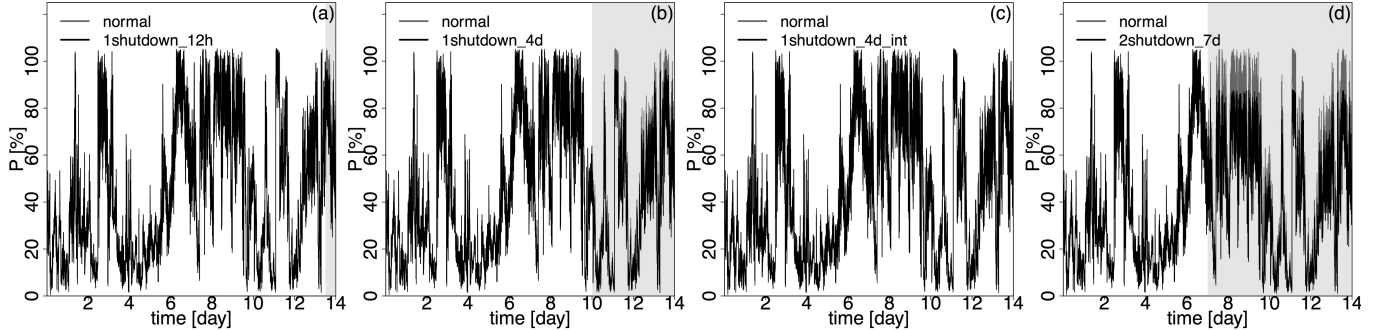 (a)
normal
1shutdown_12h
P [%]
0 20 40 60 80 100
2 4 6 8 10 12 14
time [day]
(b)
normal
1shutdown_4d
P [%]
0 20 40 60 80 100
2 4 6 8 10 12 14
time [day]
(c)
normal
1shutdown_4d_int
P [%]
0 20 40 60 80 100
2 4 6 8 10 12 14
time [day]
(d)
normal
2shutdown_7d
P [%]
0 20 40 60 80 100
2 4 6 8 10 12 14
time [day]